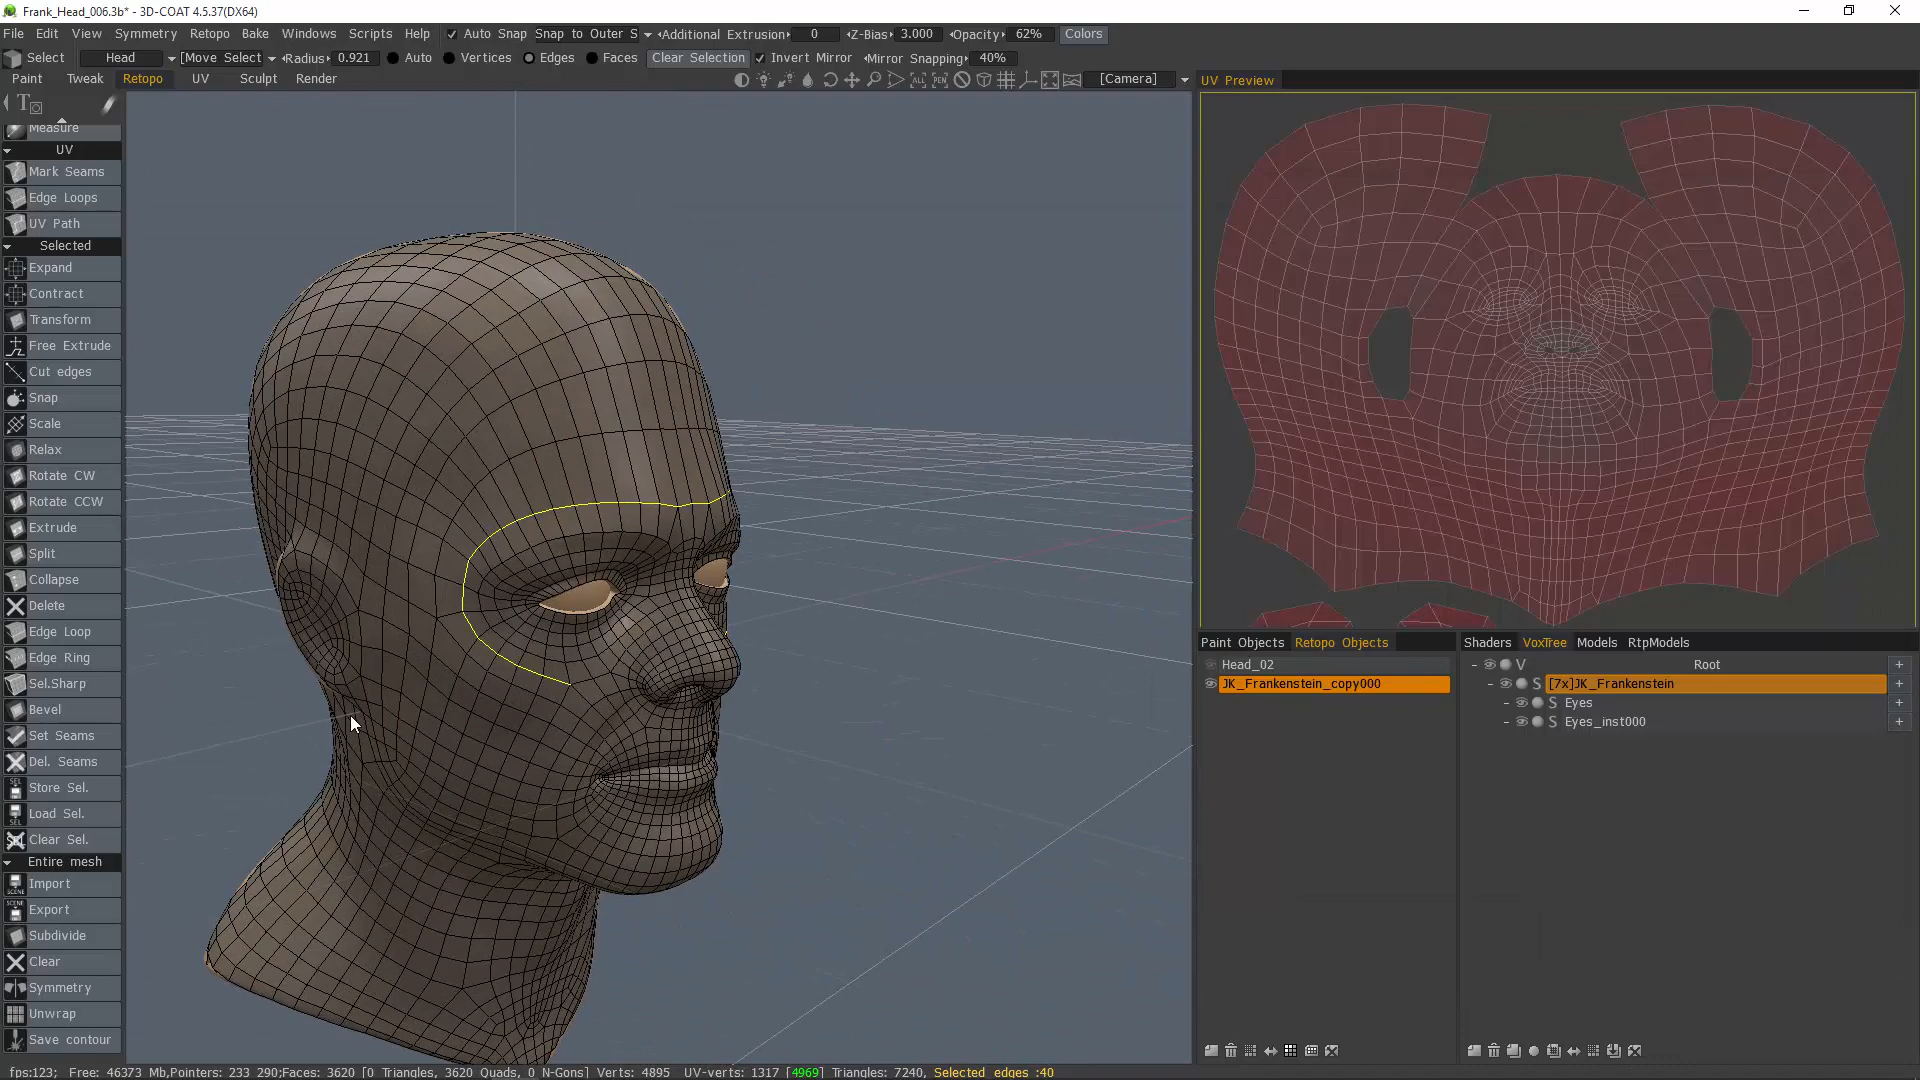 Frank_Head_006.3b* - 3D-COAT 4.5.37(DX64)
File Edit View Symmetry Retopo Bake Windows Scripts Help Auto Snap Snap to Outer S Additional Extrusion 0 Z-Bias 3.000 Opacity 62% Colors
Select Head [Move Select Radius 0.921 Auto Vertices Edges Faces Clear Selection Invert Mirror Mirror Snapping 40%
Paint Tweak Retopo UV Sculpt Render ALL PEN [Camera] UV Preview
Measure
UV
Mark Seams
Edge Loops
UV Path
Selected
Expand
Contract
Transform
Free Extrude
Cut edges
Snap
Scale
Relax
Rotate CW
Rotate CCW
Extrude
Split
Collapse
Delete
Edge Loop
Edge Ring
Sel.Sharp
Bevel
Set Seams
Del. Seams
Store Sel.
Load Sel.
Clear Sel.
Entire mesh
Import
Export
Subdivide
Clear
Symmetry
Unwrap
Save contour
Paint Objects Retopo Objects
Head_02
JK_Frankenstein_copy000
Shaders VoxTree Models RtpModels
V Root +
S [7x]JK_Frankenstein +
S Eyes +
S Eyes_inst000 +
fps:123; Free: 46373 Mb,Pointers: 233 290;Faces: 3620 [0 Triangles, 3620 Quads, 0 N-Gons] Verts: 4895 UV-verts: 1317 [4969] Triangles: 7240, Selected edges :40